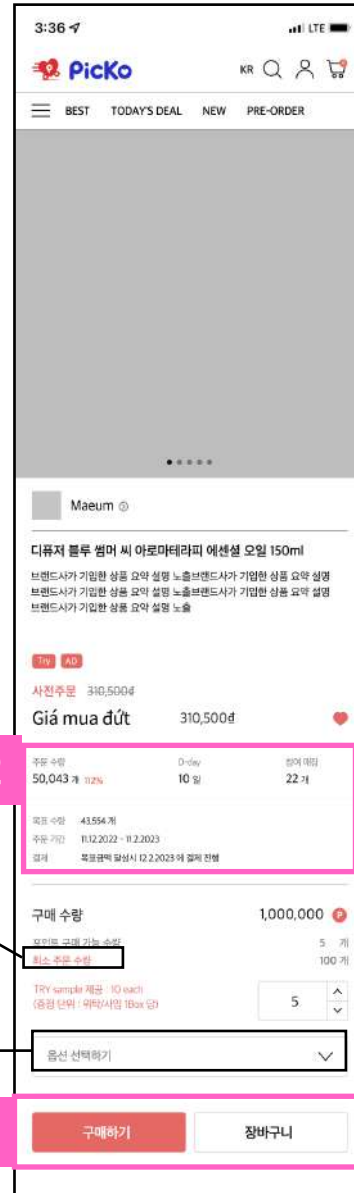 3:36
LTE
PicKo
KR
BEST TODAY'S DEAL NEW PRE-ORDER
Maeum
디퓨저 블루 썸머 씨 아로마테라피 에센셜 오일 150ml
브랜드사가 기입한 상품 요약 설명 노출브랜드사가 기입한 상품 요약 설명
브랜드사가 기입한 상품 요약 설명 노출브랜드사가 기입한 상품 요약 설명
브랜드사가 기입한 상품 요약 설명 노출
Try AD
사전주문 310,500đ
Giá mua đứt 310,500đ
주문 수량 D-day 참여 매장
50,043 개 112% 10 일 22 개
목표 수량 43,554 개
주문 기간 11.12.2022 - 11.2.2023
결제 목표금액 달성시 12.2.2023 에 결제 진행
구매 수량 1,000,000 P
포인트 구매 가능 수량 5 개
최소 주문 수량 100 개
TRY sample 제공 : 10 each
(증정 단위 : 위탁/사입 1Box 당)
5
옵션 선택하기
구매하기 장바구니